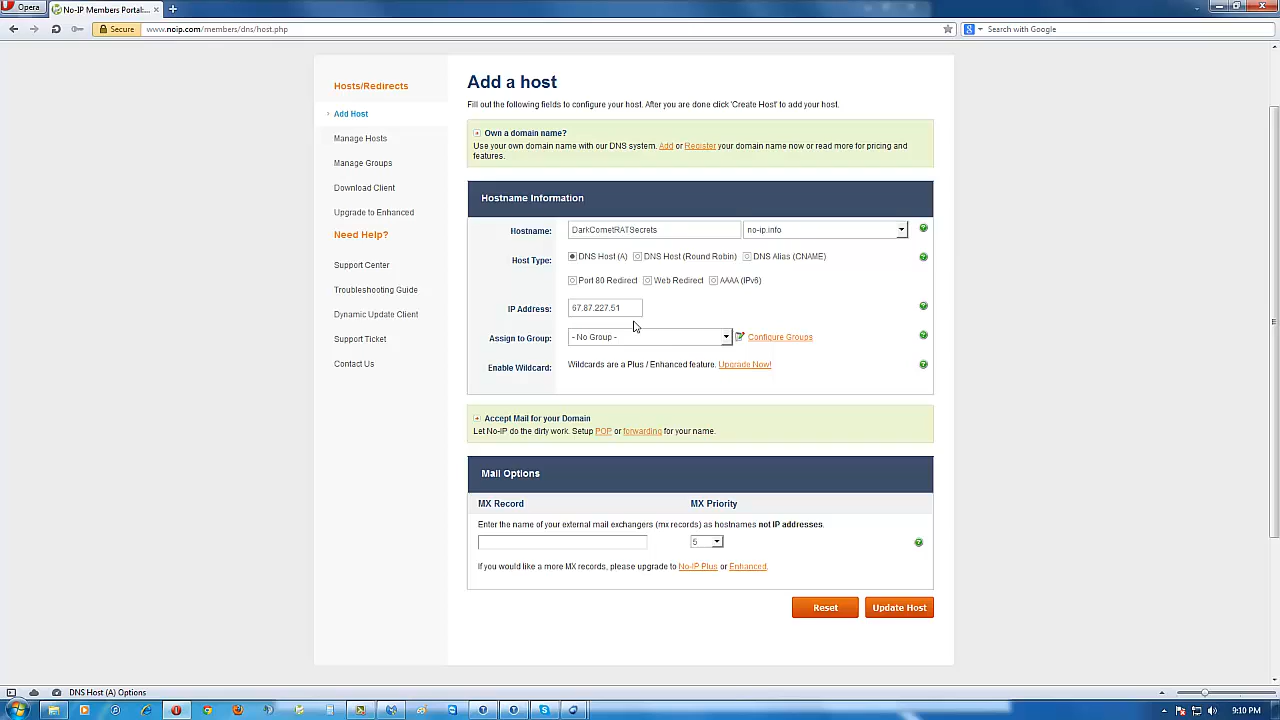 Opera
No-IP Members Portal:...
Secure
www.noip.com/members/dns/host.php
Search with Google
Hosts/Redirects
Add Host
Manage Hosts
Manage Groups
Download Client
Upgrade to Enhanced
Need Help?
Support Center
Troubleshooting Guide
Dynamic Update Client
Support Ticket
Contact Us
Add a host
Fill out the following fields to configure your host. After you are done click 'Create Host' to add your host.
Own a domain name?
Use your own domain name with our DNS system. Add or Register your domain name now or read more for pricing and
features.
Hostname Information
Hostname: DarkCometRATSecrets no-ip.info
Host Type: DNS Host (A) DNS Host (Round Robin) DNS Alias (CNAME)
Port 80 Redirect Web Redirect AAAA (IPv6)
IP Address: 67.87.227.51
Assign to Group: - No Group - Configure Groups
Enable Wildcard: Wildcards are a Plus / Enhanced feature. Upgrade Now!
Accept Mail for your Domain
Let No-IP do the dirty work. Setup POP or forwarding for your name.
Mail Options
MX Record MX Priority
Enter the name of your external mail exchangers (mx records) as hostnames not IP addresses.
5
If you would like a more MX records, please upgrade to No-IP Plus or Enhanced.
Reset Update Host
DNS Host (A) Options
9:10 PM